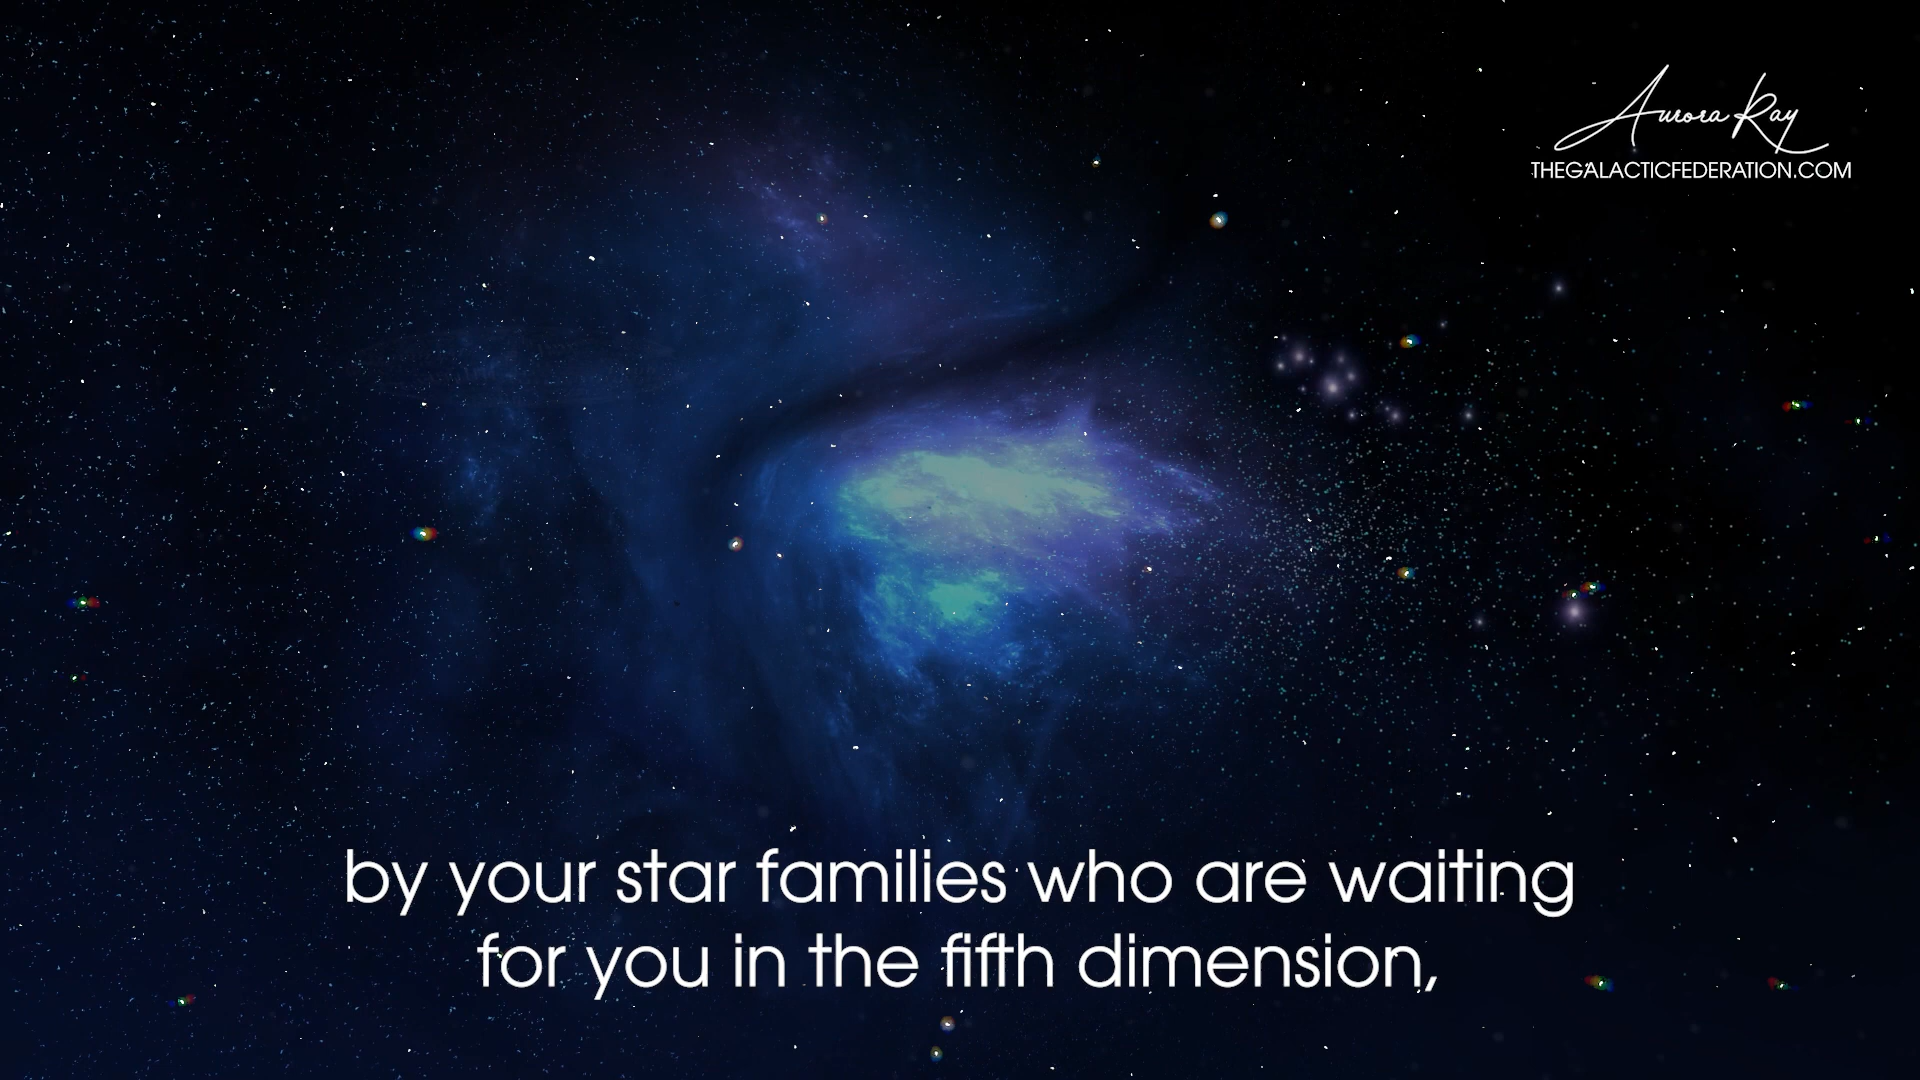 Aurora Ray
THEGALACTICFEDERATION.COM
by your star families who are waiting
for you in the fifth dimension,